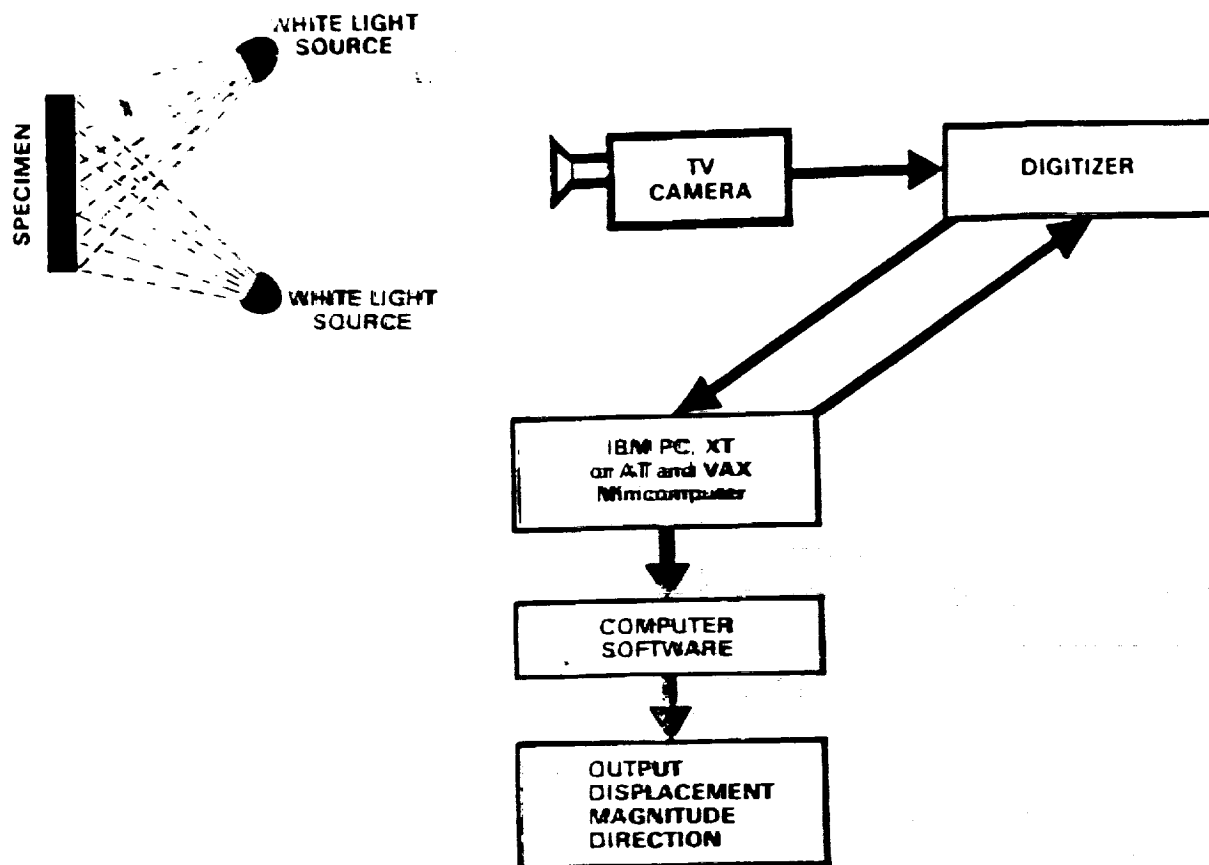 WHITE LIGHT
SOURCE
SPECIMEN
TV
CAMERA
DIGITIZER
WHITE LIGHT
SOURCE
IBM PC, XT
or AT and VAX
Minicomputer
COMPUTER
SOFTWARE
OUTPUT
DISPLACEMENT
MAGNITUDE
DIRECTION